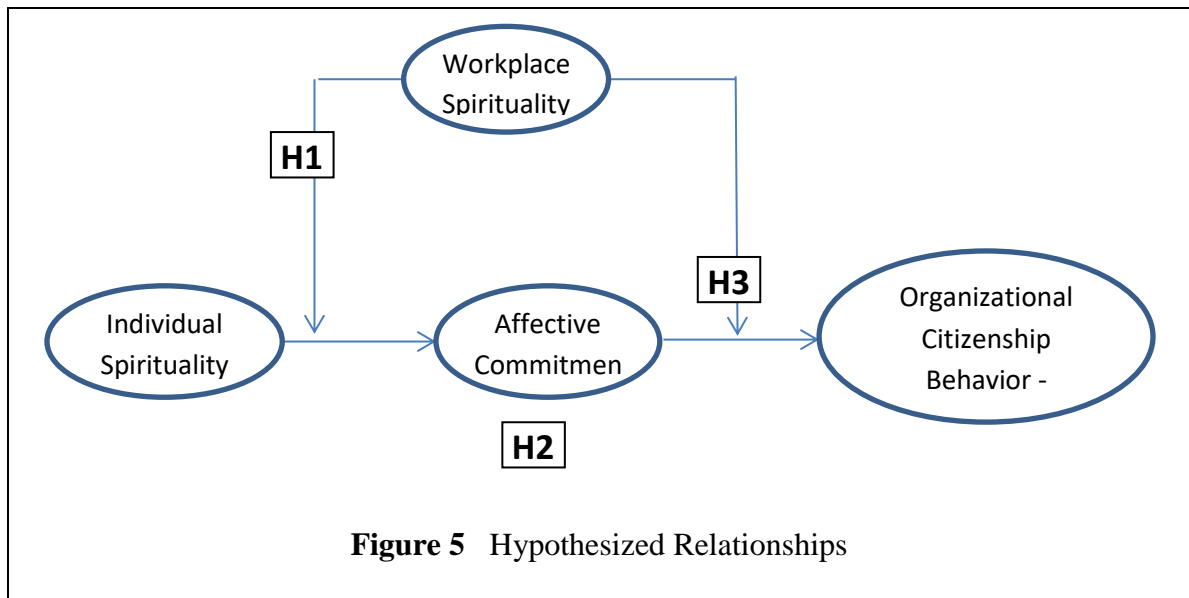 Workplace
Spirituality
H1
H3
Individual
Spirituality
Affective
Commitmen
Organizational
Citizenship
Behavior -
H2
Figure 5 Hypothesized Relationships